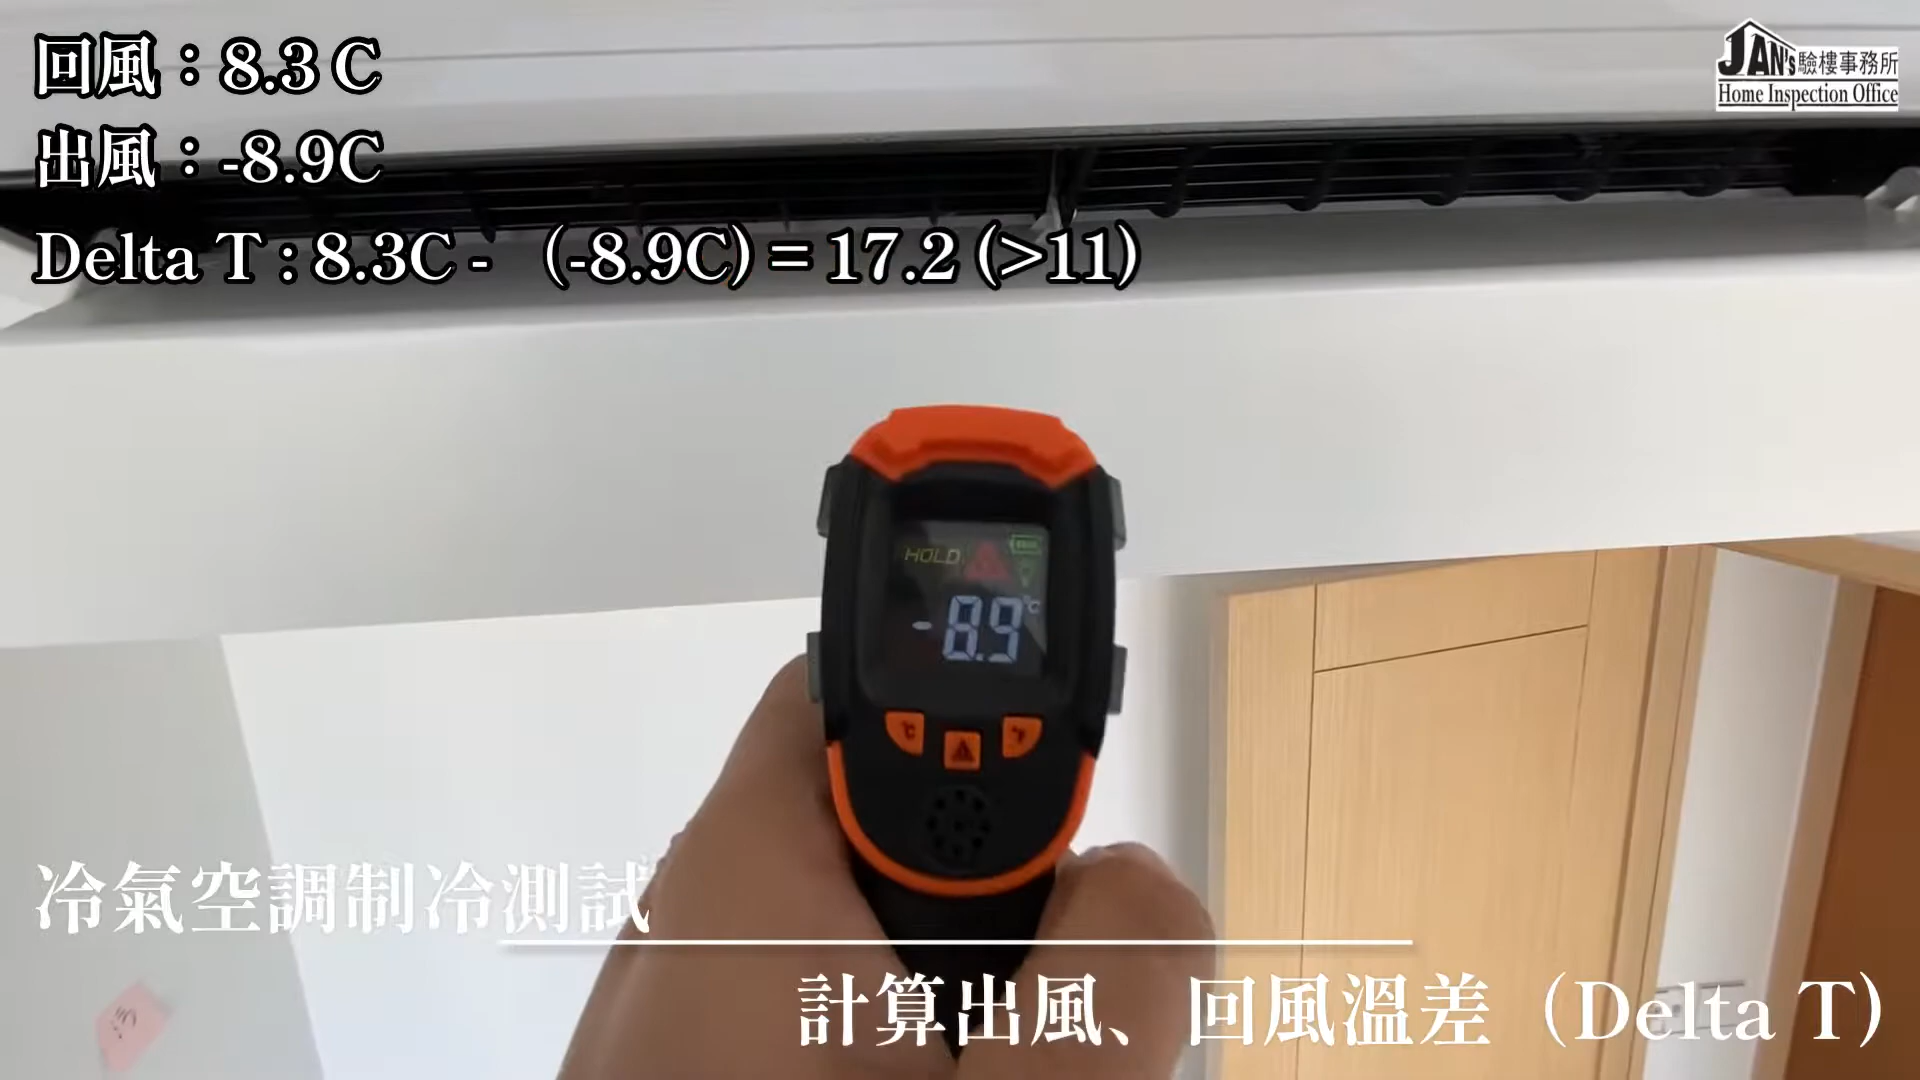 回風：8.3 C
出風：-8.9C
Delta T : 8.3C - （-8.9C) = 17.2 (>11)
JAN's 驗樓事務所
Home Inspection Office
HOLD
-8.9 °C
°C °F
冷氣空調制冷測試
計算出風、回風溫差（Delta T）